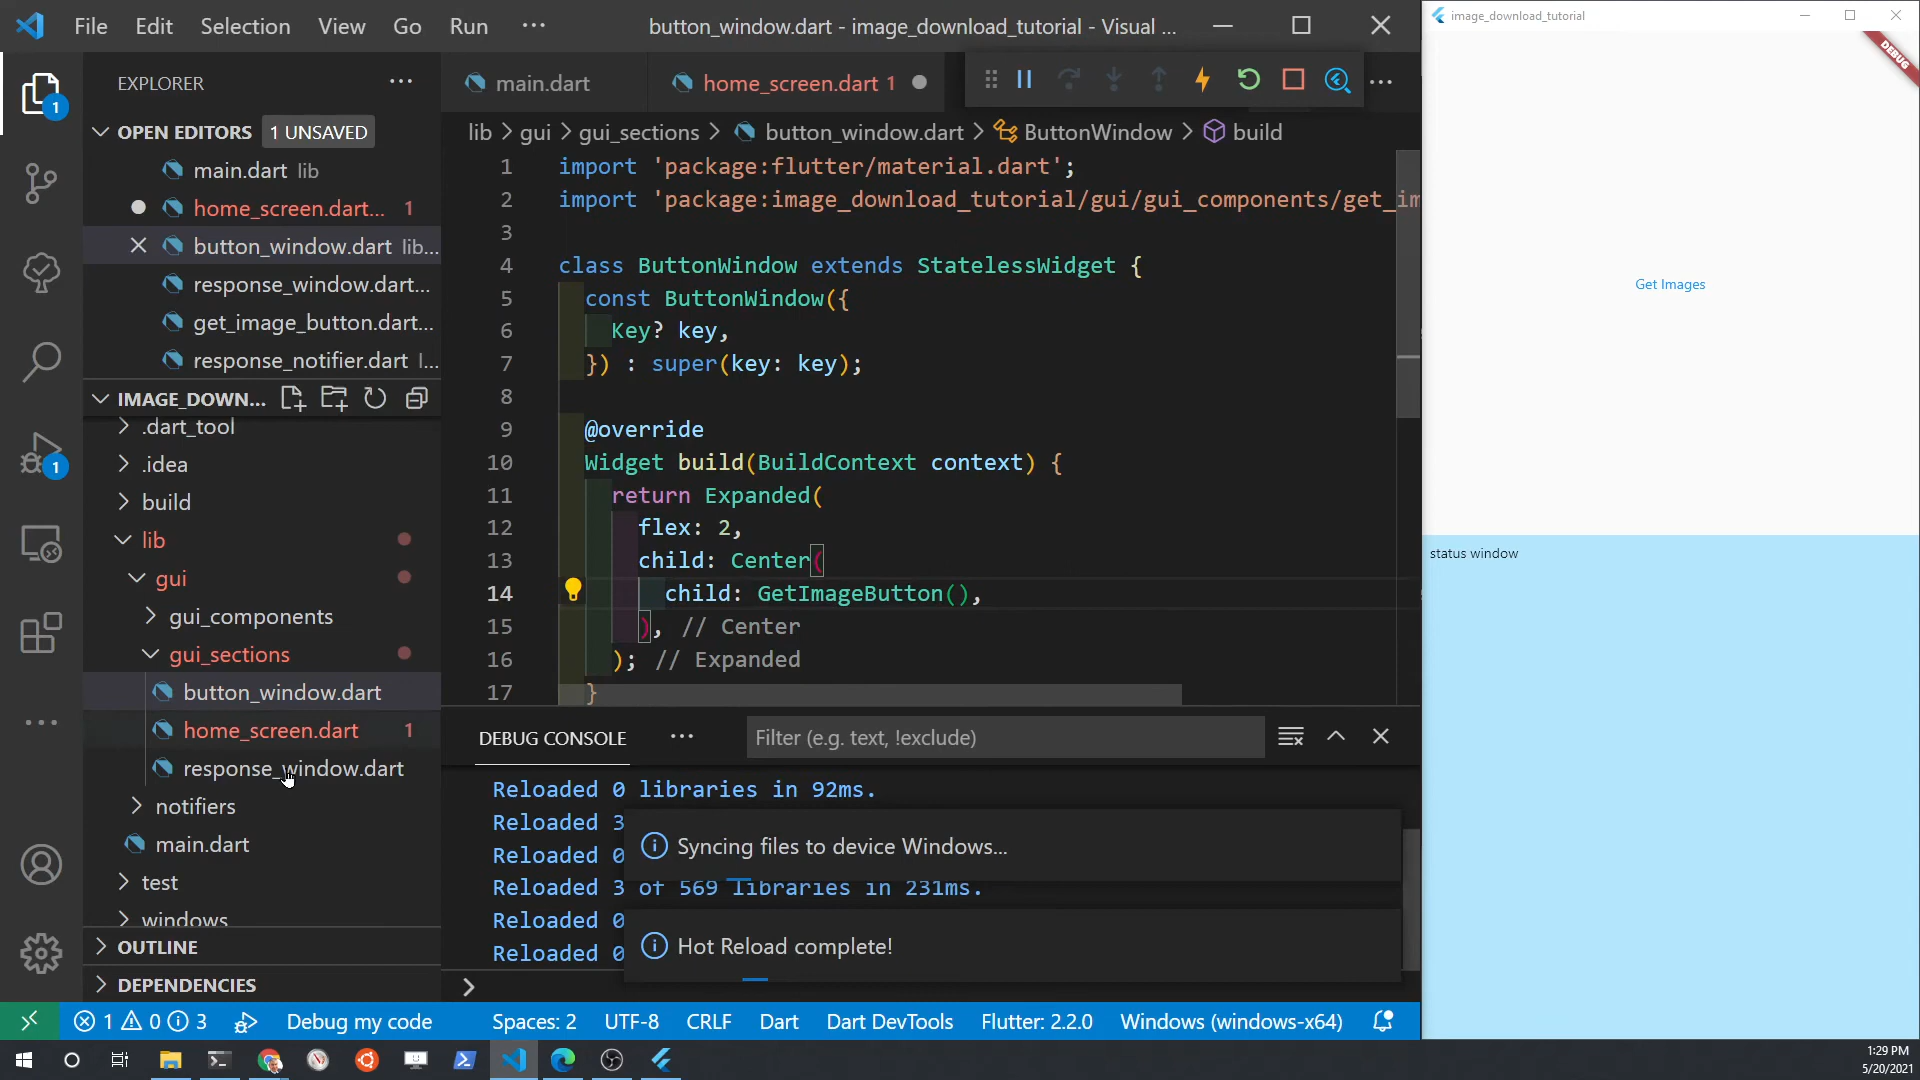 File Edit Selection View Go Run ··· button_window.dart - image_download_tutorial - Visual ...
EXPLORER ···
OPEN EDITORS 1 UNSAVED
main.dart lib
home_screen.dart... 1
button_window.dart lib...
response_window.dart...
get_image_button.dart...
response_notifier.dart l...
IMAGE_DOWN...
.dart_tool
.idea
build
lib
gui
gui_components
gui_sections
button_window.dart
home_screen.dart 1
response_window.dart
notifiers
main.dart
test
windows
OUTLINE
DEPENDENCIES
1
1
main.dart home_screen.dart 1
lib > gui > gui_sections > button_window.dart > ButtonWindow > build
1 import 'package:flutter/material.dart';
2 import 'package:image_download_tutorial/gui/gui_components/get_im
3
4 class ButtonWindow extends StatelessWidget {
5 const ButtonWindow({
6 Key? key,
7 }) : super(key: key);
8
9 @override
10 Widget build(BuildContext context) {
11 return Expanded(
12 flex: 2,
13 child: Center(
14 child: GetImageButton(),
15 ), // Center
16 ); // Expanded
17 }
DEBUG CONSOLE ··· Filter (e.g. text, !exclude)
Reloaded 0 libraries in 92ms.
Reloaded 3
Reloaded 0
Reloaded 3 of 569 libraries in 231ms.
Reloaded 0
Reloaded 0
Syncing files to device Windows...
Hot Reload complete!
>
1 0 3 Debug my code Spaces: 2 UTF-8 CRLF Dart Dart DevTools Flutter: 2.2.0 Windows (windows-x64)
image_download_tutorial
DEBUG
Get Images
status window
1:29 PM
5/20/2021